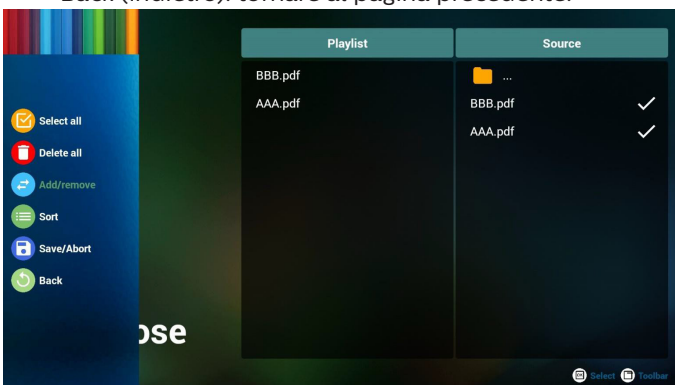 Back (Indietro): tornare al pagina precedente.
Playlist
Source
BBB.pdf
AAA.pdf
...
BBB.pdf
AAA.pdf
Select all
Delete all
Add/remove
Sort
Save/Abort
Back
ose
OK Select Toolbar